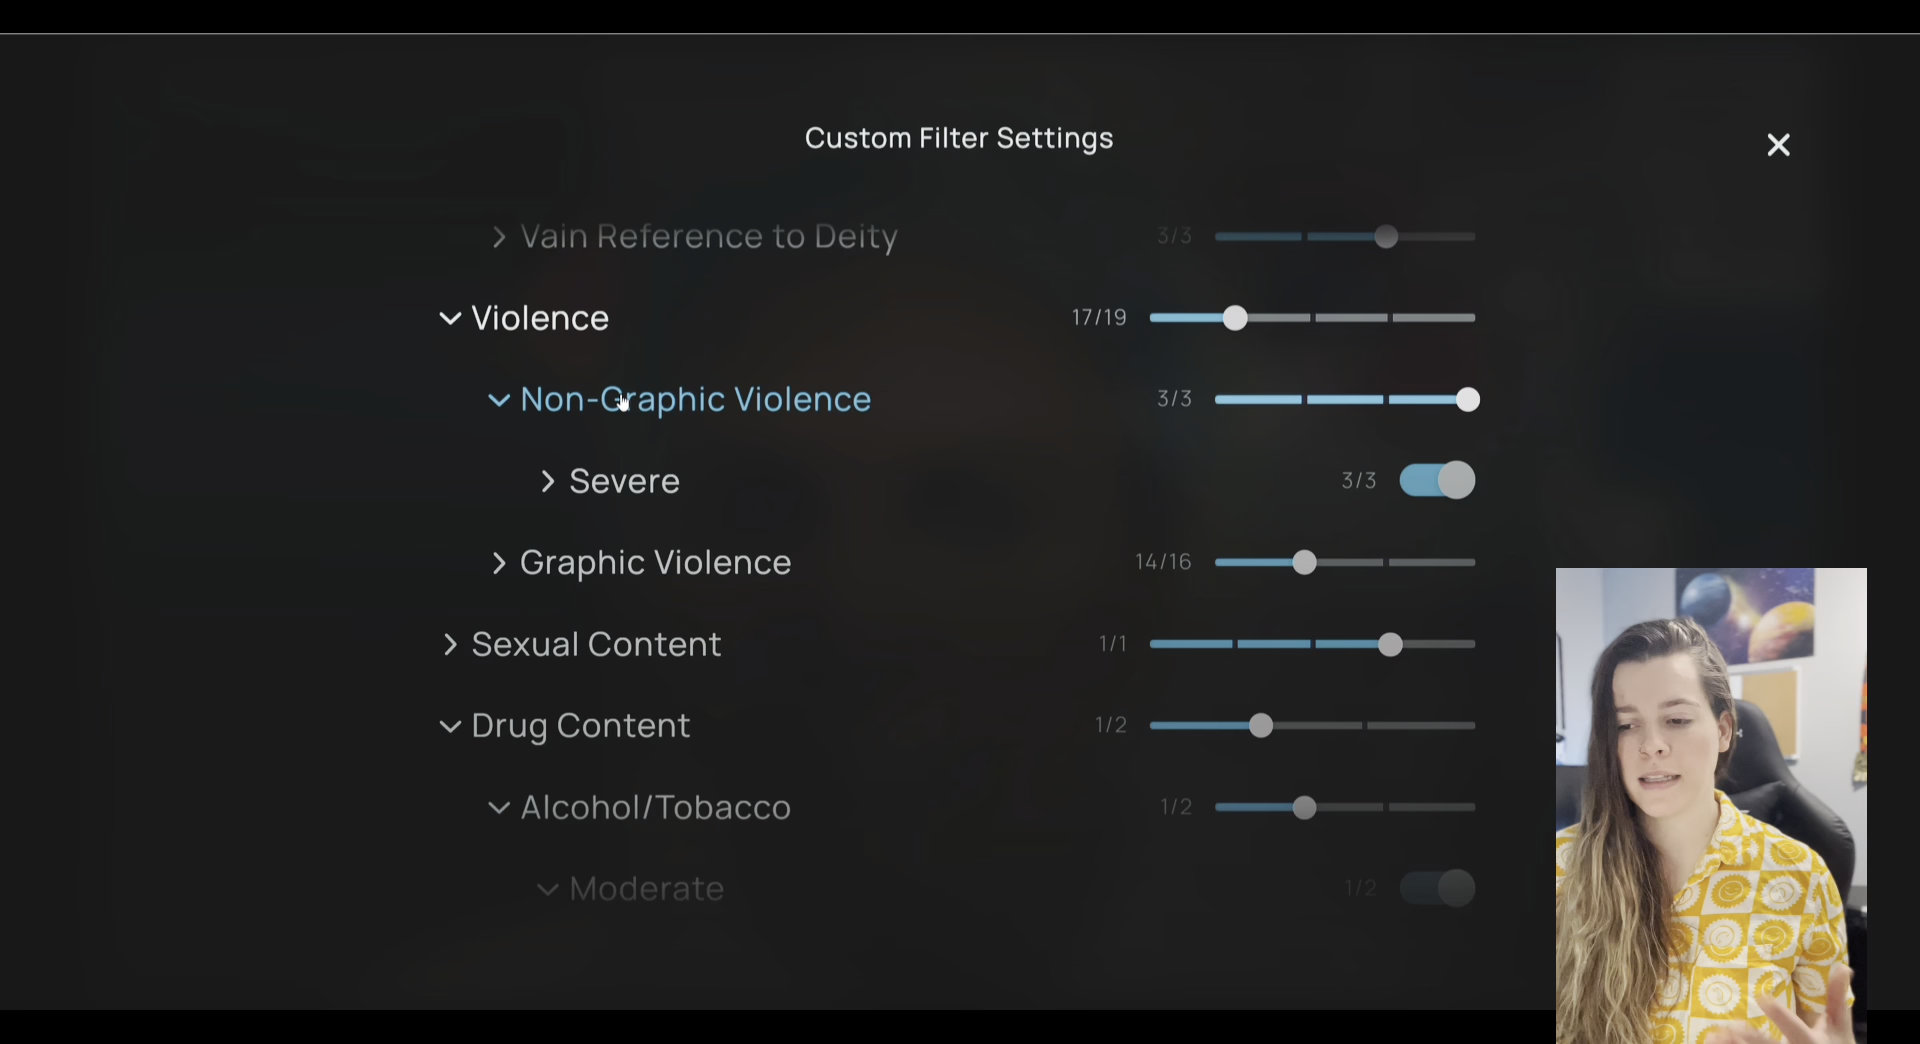 Custom Filter Settings
Vain Reference to Deity 3/3
Violence 17/19
Non-Graphic Violence 3/3
Severe 3/3
Graphic Violence 14/16
Sexual Content 1/1
Drug Content 1/2
Alcohol/Tobacco 1/2
Moderate 1/2